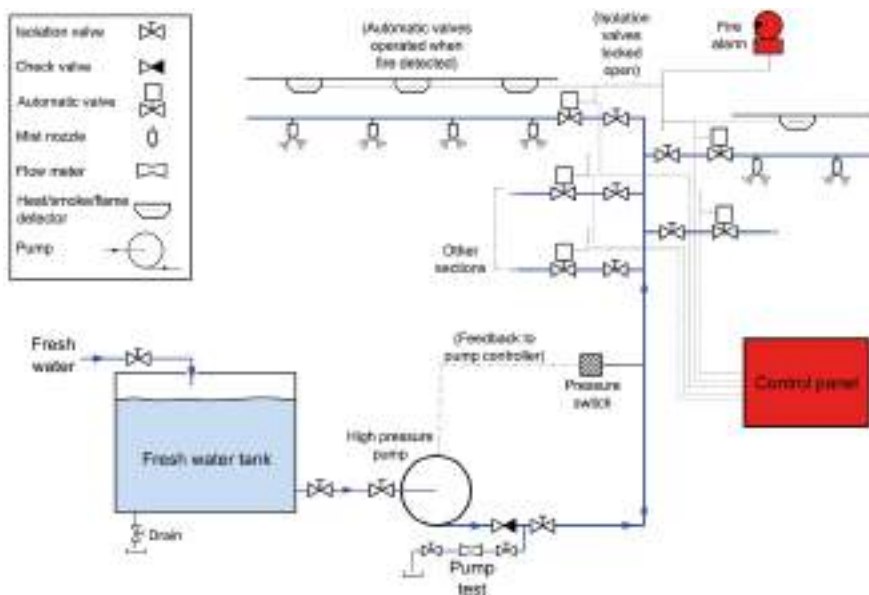 Isolation valve
Check valve
Automatic
valve
Mist nozzle
Flow meter
Heat/smoke/flame
detector
Pump
(Automatic valves
operated when
fire detected)
(Isolation
valves
locked
open)
Fire
alarm
Other
sections
Fresh
water
(Feedback to
pump controller)
Pressure
switch
Control panel
High pressure
pump
Fresh water tank
Drain
Pump
test